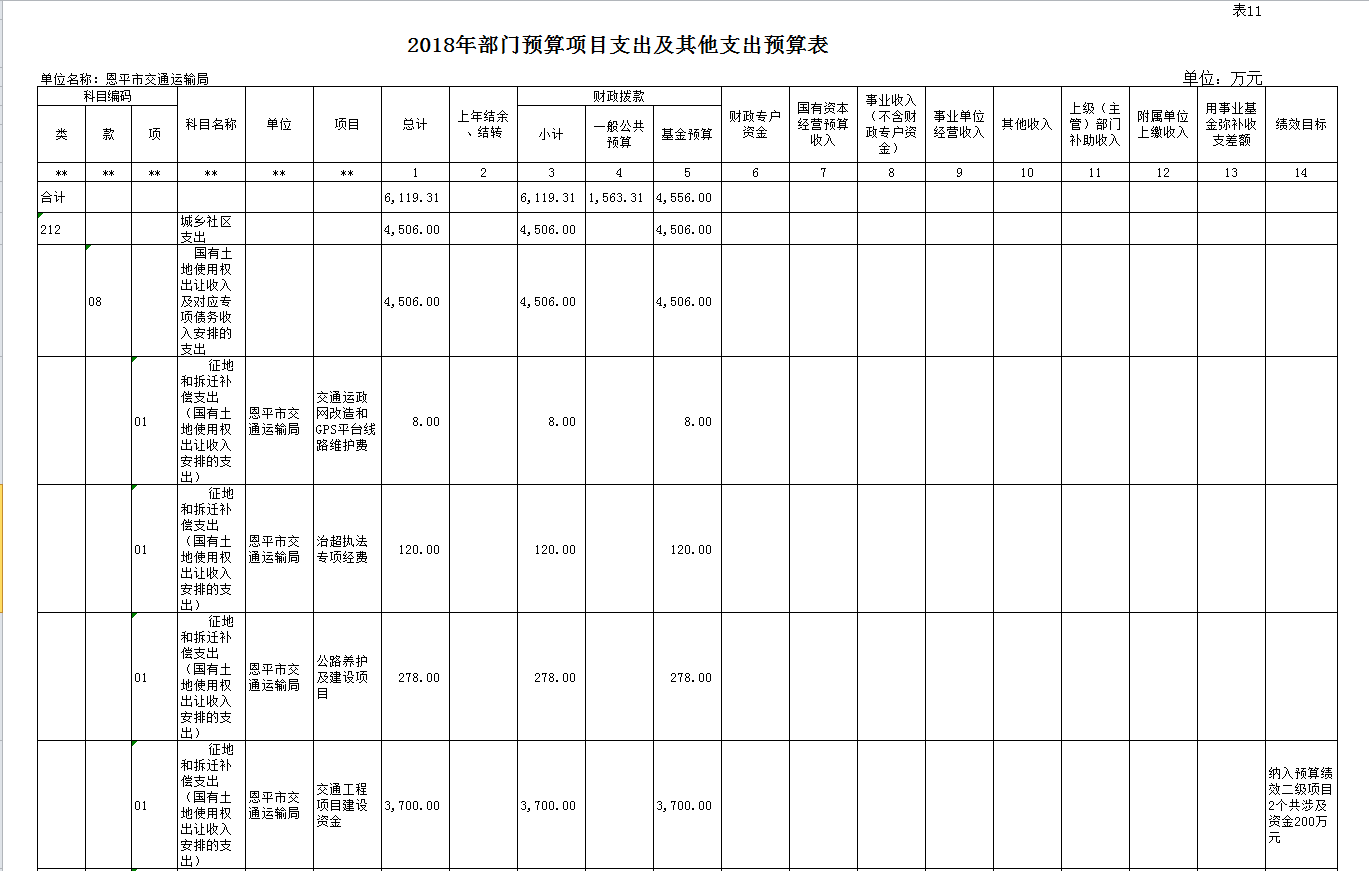 表11
2018年部门预算项目支出及其他支出预算表
单位名称：恩平市交通运输局
单位：万元
科目编码
科目名称
单位
项目
总计
上年结余
、结转
财政拨款
财政专户
资金
国有资本
经营预算
收入
事业收入
（不含财
政专户资
金）
事业单位
经营收入
其他收入
上级（主
管）部门
补助收入
附属单位
上缴收入
用事业基
金弥补收
支差额
绩效目标
类 款 项
小计
一般公共
预算
基金预算
** ** ** ** ** ** 1 2 3 4 5 6 7 8 9 10 11 12 13 14
合计 6,119.31 6,119.31 1,563.31 4,556.00
212
城乡社区
支出
4,506.00 4,506.00 4,506.00
08
国有土
地使用权
出让收入
及对应专
项债务收
入安排的
支出
4,506.00 4,506.00 4,506.00
01
征地
和拆迁补
偿支出
（国有土
地使用权
出让收入
安排的支
出）
恩平市交
通运输局
交通运政
网改造和
GPS平台线
路维护费
8.00 8.00 8.00
01
征地
和拆迁补
偿支出
（国有土
地使用权
出让收入
安排的支
出）
恩平市交
通运输局
治超执法
专项经费
120.00 120.00 120.00
01
征地
和拆迁补
偿支出
（国有土
地使用权
出让收入
安排的支
出）
恩平市交
通运输局
公路养护
及建设项
目
278.00 278.00 278.00
01
征地
和拆迁补
偿支出
（国有土
地使用权
出让收入
安排的支
出）
恩平市交
通运输局
交通工程
项目建设
资金
3,700.00 3,700.00 3,700.00
纳入预算绩
效二级项目
2个共涉及
资金200万
元